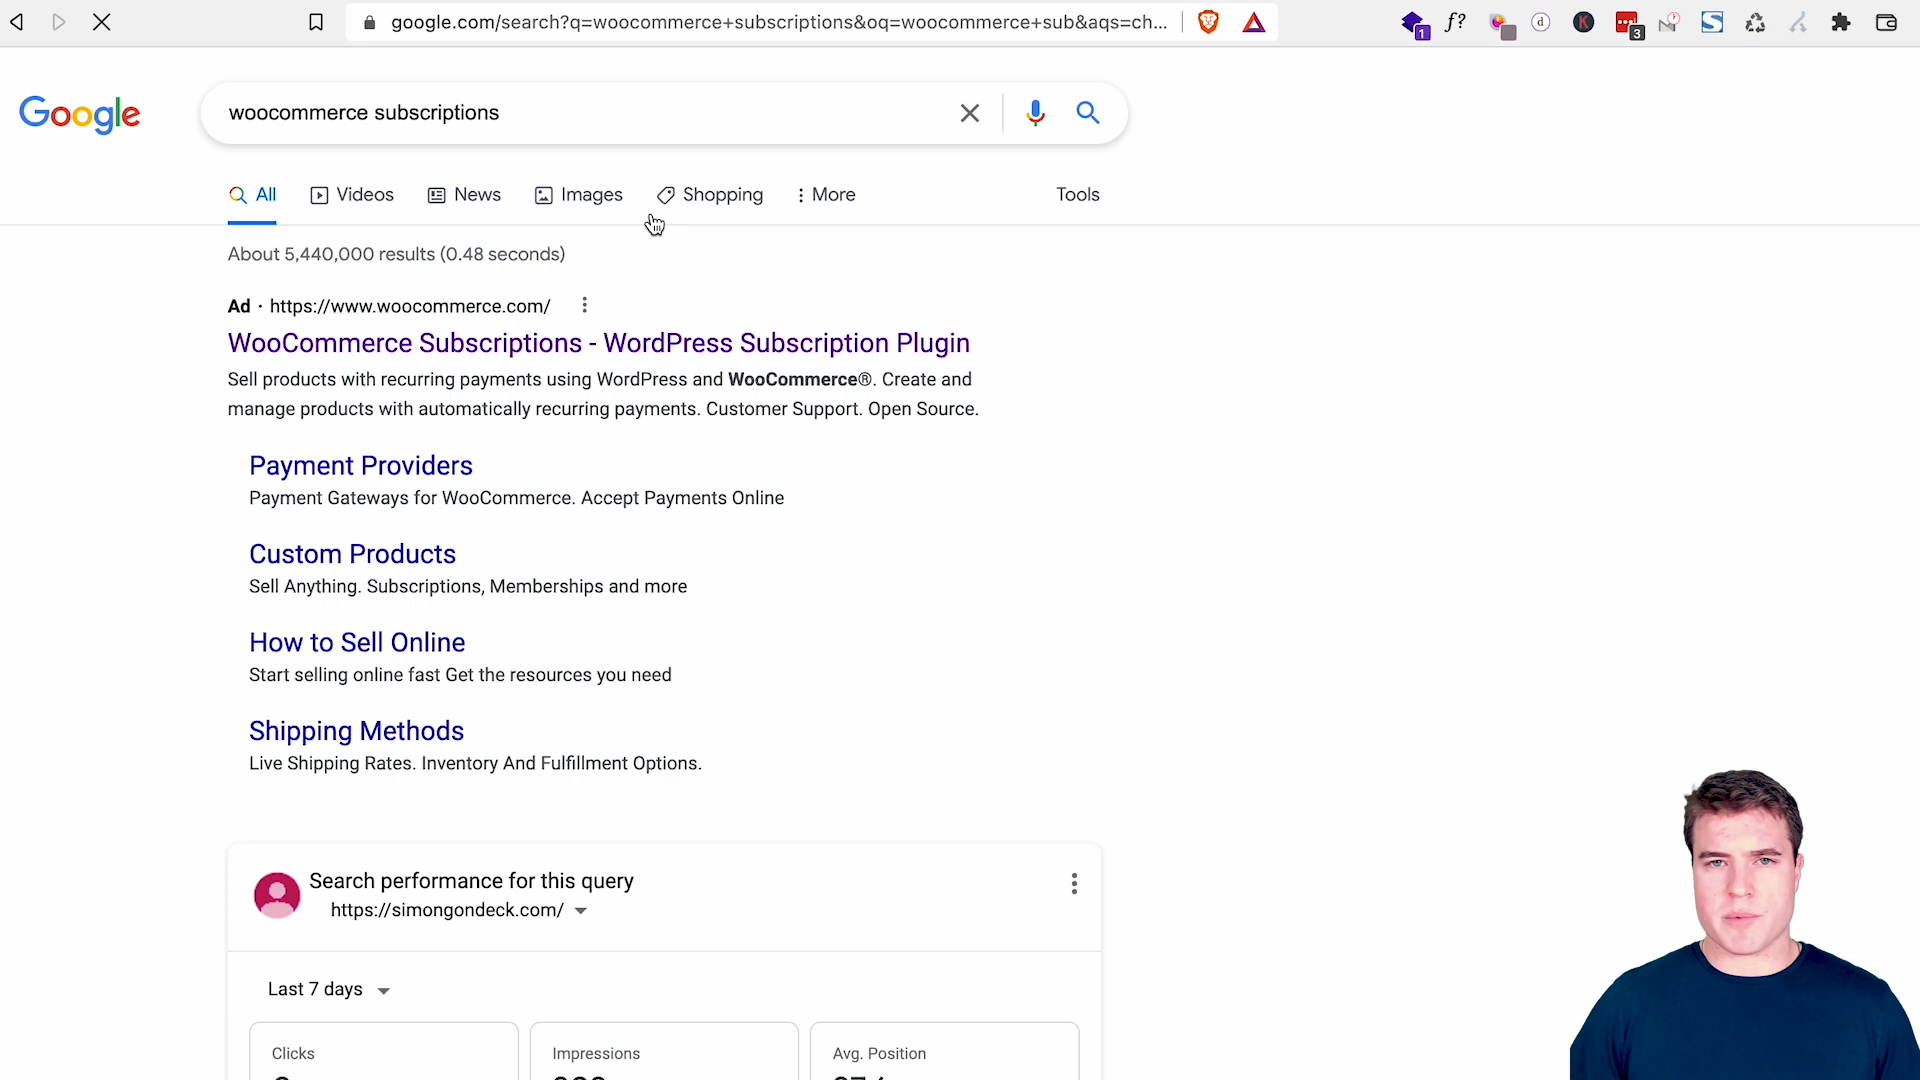 google.com/search?q=woocommerce+subscriptions&oq=woocommerce+sub&aqs=ch...
1
f?
d
K
3
S
Google
woocommerce subscriptions
All
Videos
News
Images
Shopping
More
Tools
About 5,440,000 results (0.48 seconds)
Ad · https://www.woocommerce.com/
WooCommerce Subscriptions - WordPress Subscription Plugin
Sell products with recurring payments using WordPress and WooCommerce®. Create and
manage products with automatically recurring payments. Customer Support. Open Source.
Payment Providers
Payment Gateways for WooCommerce. Accept Payments Online
Custom Products
Sell Anything. Subscriptions, Memberships and more
How to Sell Online
Start selling online fast Get the resources you need
Shipping Methods
Live Shipping Rates. Inventory And Fulfillment Options.
Search performance for this query
https://simongondeck.com/
Last 7 days
Clicks
Impressions
Avg. Position